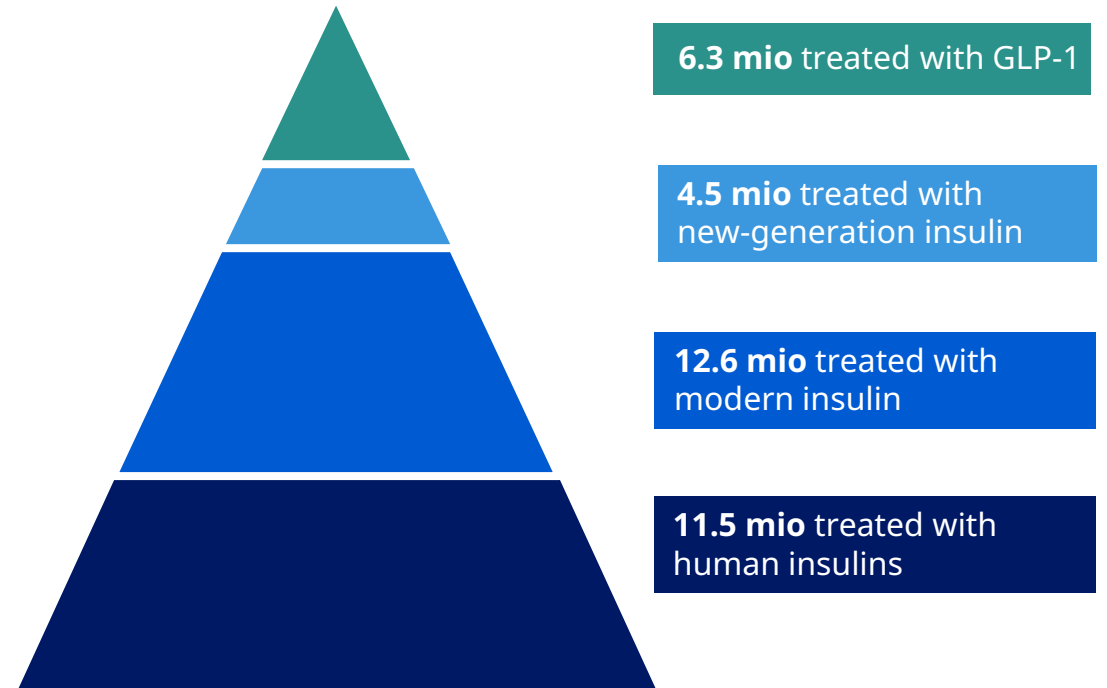 6.3 mio treated with GLP-1
4.5 mio treated with
new-generation insulin
12.6 mio treated with
modern insulin
11.5 mio treated with
human insulins